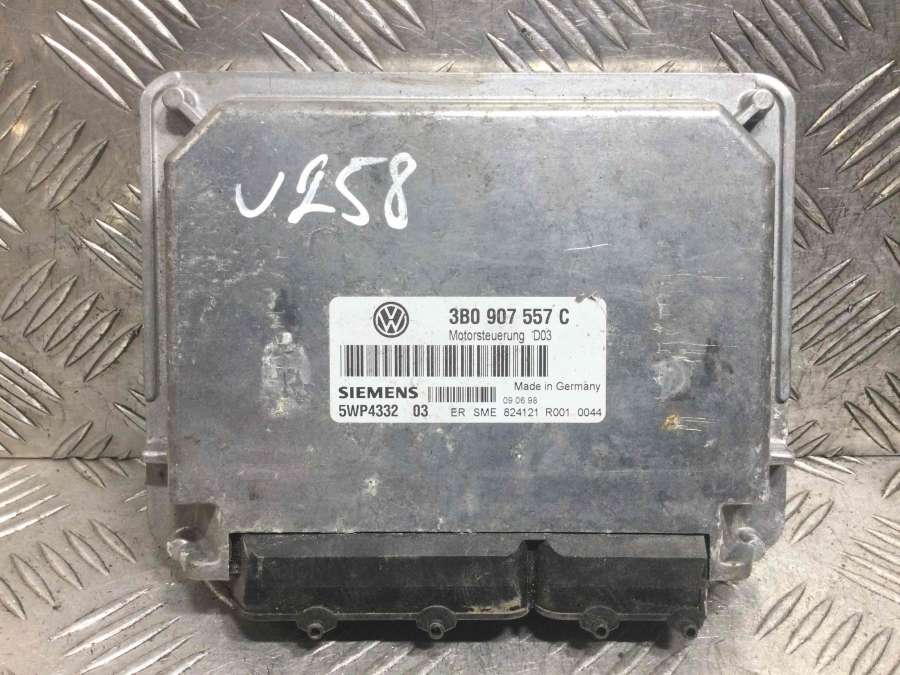 V258
3B0 907 557 C
Motorsteuerung D03
SIEMENS
Made in Germany
09.06.98
5WP4332 03 ER SME 824121 R001 0044